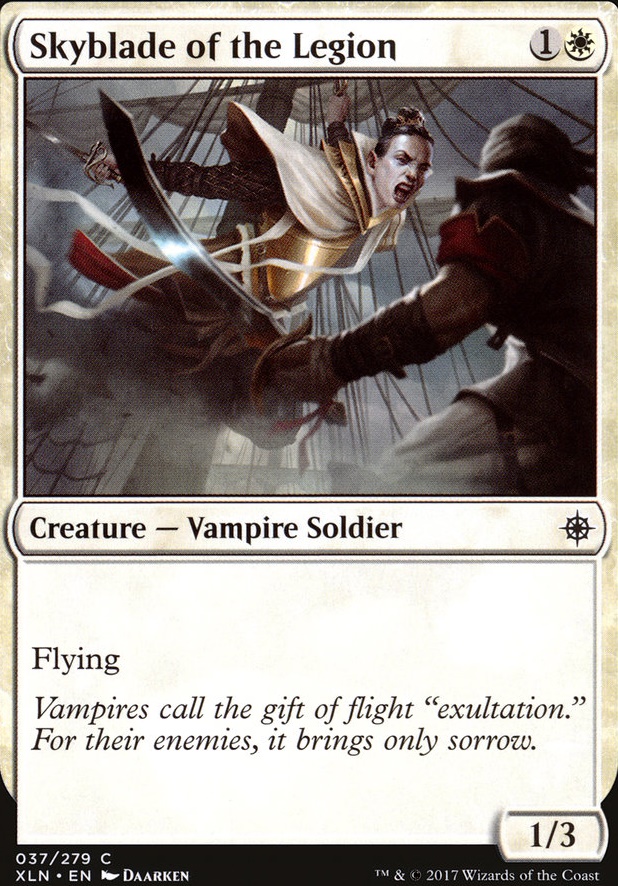 Skyblade of the Legion 1
Creature — Vampire Soldier
Flying
Vampires call the gift of flight “exultation.”
For their enemies, it brings only sorrow.
1/3
037/279 C
XLN • EN Daarken
™ & © 2017 Wizards of the Coast